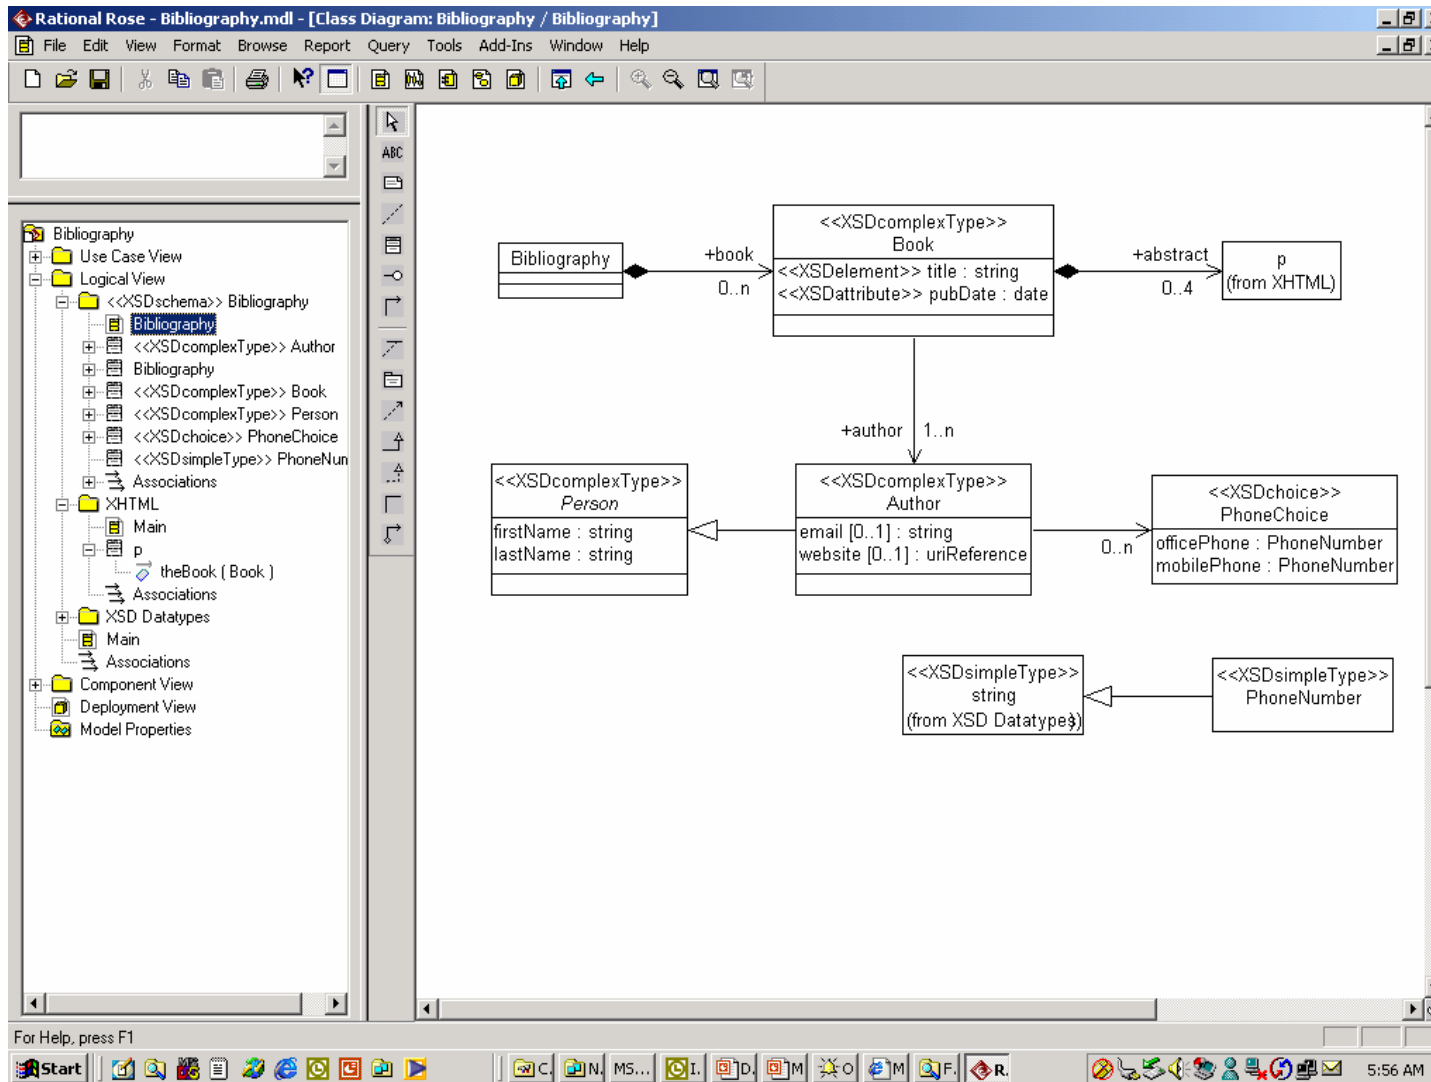 Rational Rose - Bibliography.mdl - [Class Diagram: Bibliography / Bibliography]
File Edit View Format Browse Report Query Tools Add-Ins Window Help
ABC
Bibliography
Use Case View
Logical View
<<XSDschema>> Bibliography
Bibliography
<<XSDcomplexType>> Author
Bibliography
<<XSDcomplexType>> Book
<<XSDcomplexType>> Person
<<XSDchoice>> PhoneChoice
<<XSDsimpleType>> PhoneNun
Associations
XHTML
Main
p
theBook ( Book )
Associations
XSD Datatypes
Main
Associations
Component View
Deployment View
Model Properties
Bibliography
+book
0..n
<<XSDcomplexType>>
Book
<<XSDelement>> title : string
<<XSDattribute>> pubDate : date
+abstract
0..4
p
(from XHTML)
+author
1..n
<<XSDcomplexType>>
Person
firstName : string
lastName : string
<<XSDcomplexType>>
Author
email [0..1] : string
website [0..1] : uriReference
0..n
<<XSDchoice>>
PhoneChoice
officePhone : PhoneNumber
mobilePhone : PhoneNumber
<<XSDsimpleType>>
string
(from XSD Datatypes)
<<XSDsimpleType>>
PhoneNumber
For Help, press F1
Start C. N. MS... I. D. M O M F. R. 5:56 AM